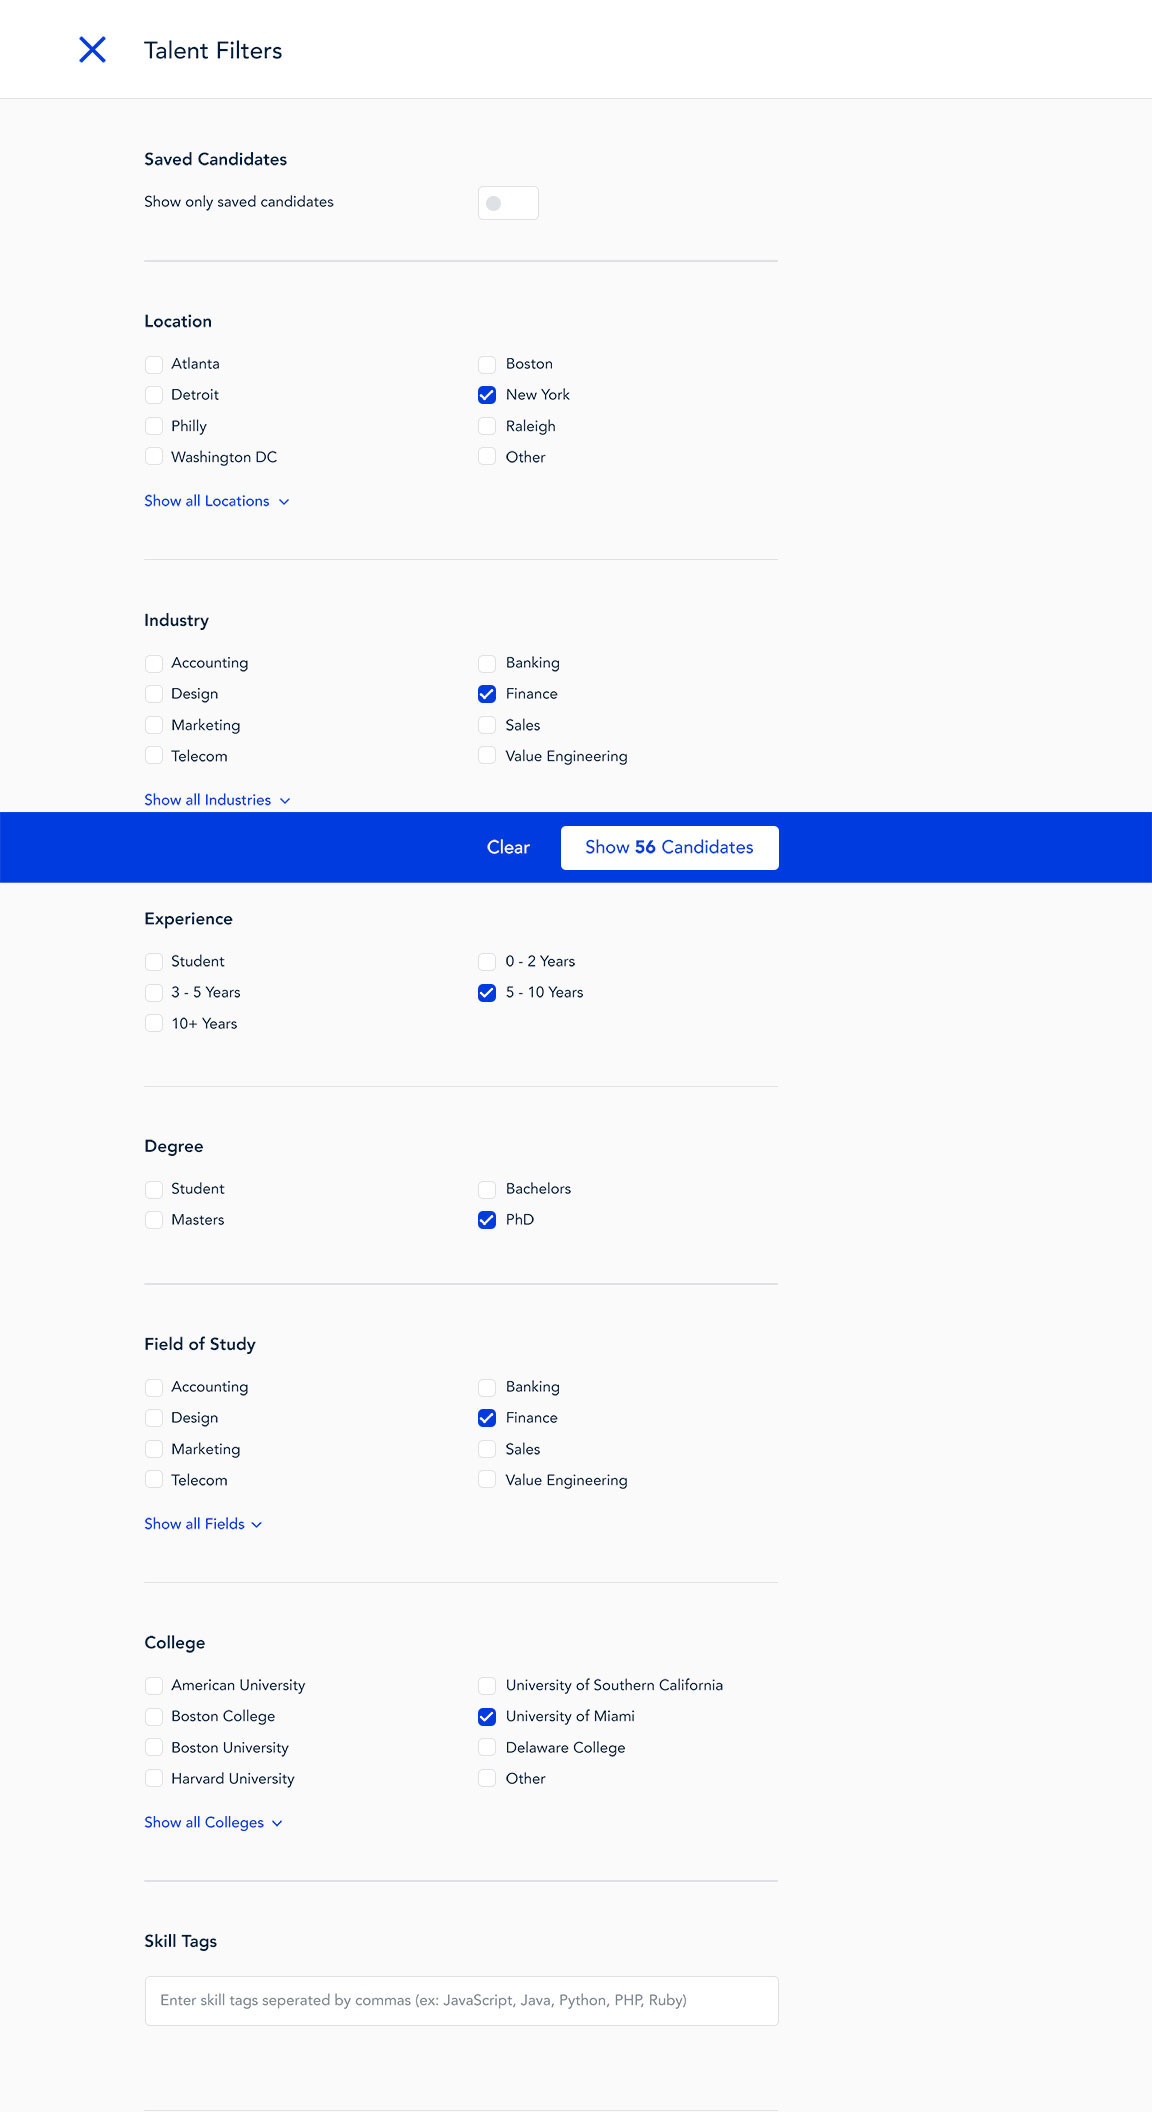 Talent Filters
Saved Candidates
Show only saved candidates
Location
Atlanta
Boston
Detroit
New York
Philly
Raleigh
Washington DC
Other
Show all Locations
Industry
Accounting
Banking
Design
Finance
Marketing
Sales
Telecom
Value Engineering
Show all Industries
Clear
Show 56 Candidates
Experience
Student
0 - 2 Years
3 - 5 Years
5 - 10 Years
10+ Years
Degree
Student
Bachelors
Masters
PhD
Field of Study
Accounting
Banking
Design
Finance
Marketing
Sales
Telecom
Value Engineering
Show all Fields
College
American University
University of Southern California
Boston College
University of Miami
Boston University
Delaware College
Harvard University
Other
Show all Colleges
Skill Tags
Enter skill tags seperated by commas (ex: JavaScript, Java, Python, PHP, Ruby)